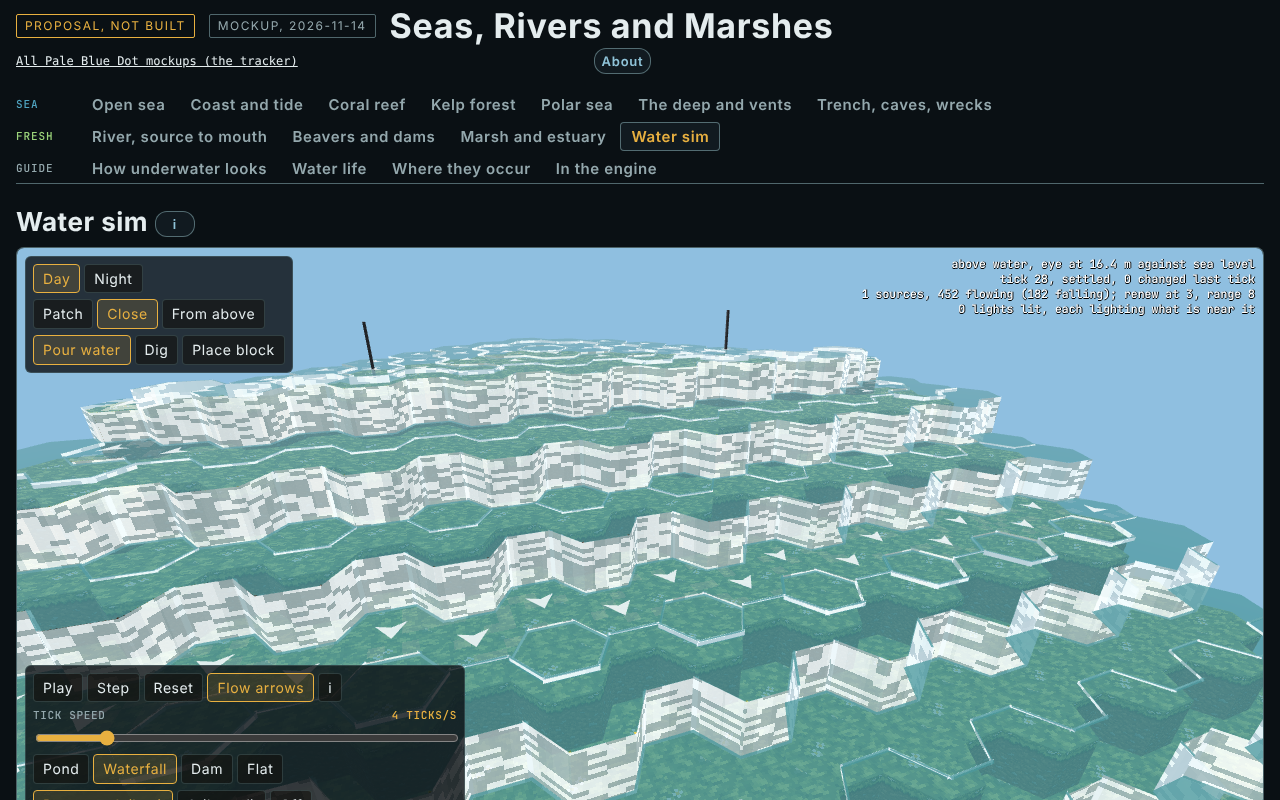 PROPOSAL, NOT BUILT
MOCKUP, 2026-11-14
Seas, Rivers and Marshes
All Pale Blue Dot mockups (the tracker)
About
SEA
Open sea
Coast and tide
Coral reef
Kelp forest
Polar sea
The deep and vents
Trench, caves, wrecks
FRESH
River, source to mouth
Beavers and dams
Marsh and estuary
Water sim
GUIDE
How underwater looks
Water life
Where they occur
In the engine
Water sim
i
Day
Night
Patch
Close
From above
Pour water
Dig
Place block
above water, eye at 16.4 m against sea level
tick 28, settled, 0 changed last tick
1 sources, 452 flowing (182 falling); renew at 3, range 8
0 lights lit, each lighting what is near it
Play
Step
Reset
Flow arrows
i
TICK SPEED
4 TICKS/S
Pond
Waterfall
Dam
Flat